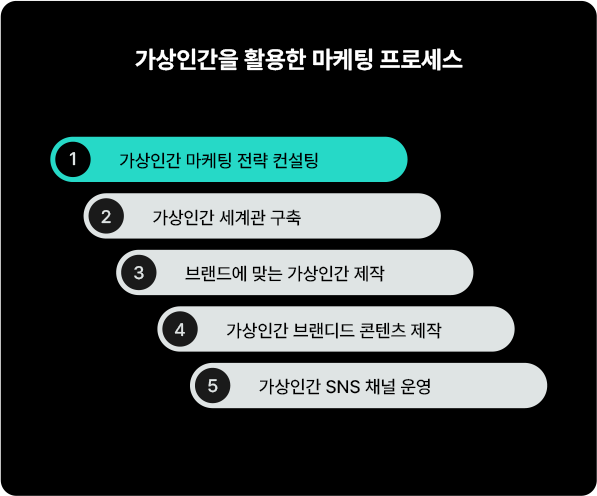 가상인간을 활용한 마케팅 프로세스
1 가상인간 마케팅 전략 컨설팅
2 가상인간 세계관 구축
3 브랜드에 맞는 가상인간 제작
4 가상인간 브랜디드 콘텐츠 제작
5 가상인간 SNS 채널 운영